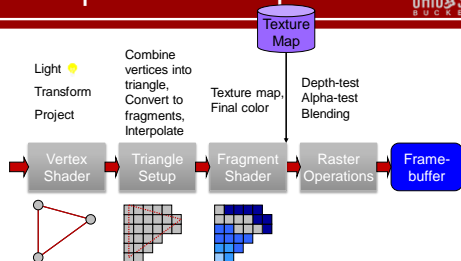 Texture
Map
Light
Transform
Project
Combine
vertices into
triangle,
Convert to
fragments,
Interpolate
Texture map,
Final color
Depth-test
Alpha-test
Blending
Vertex
Shader
Triangle
Setup
Fragment
Shader
Raster
Operations
Frame-
buffer